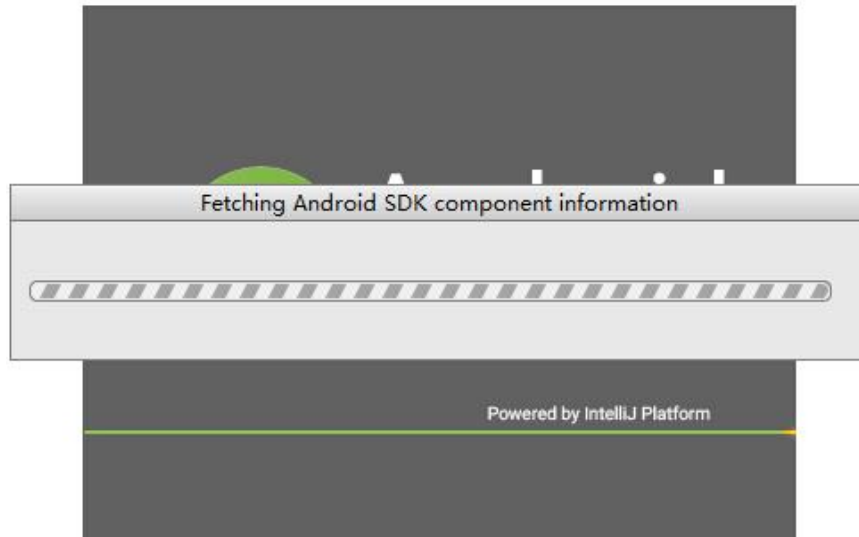 Fetching Android SDK component information
Powered by IntelliJ Platform